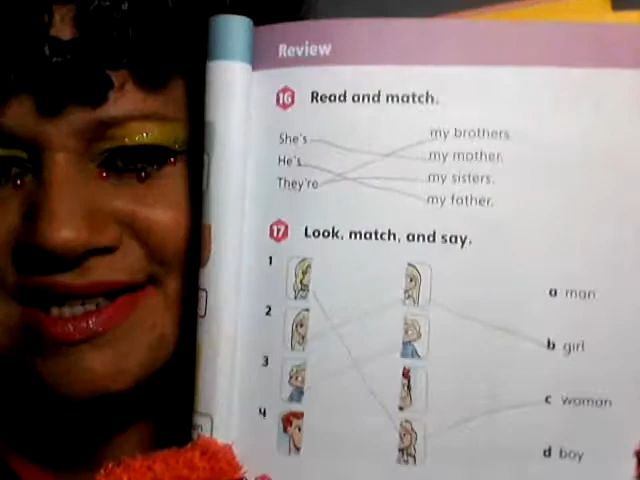 Review
16 Read and match.
She's my brothers.
He's my mother.
They're my sisters.
my father.
17 Look, match, and say.
1 a man
2 b girl
3 c woman
4 d boy